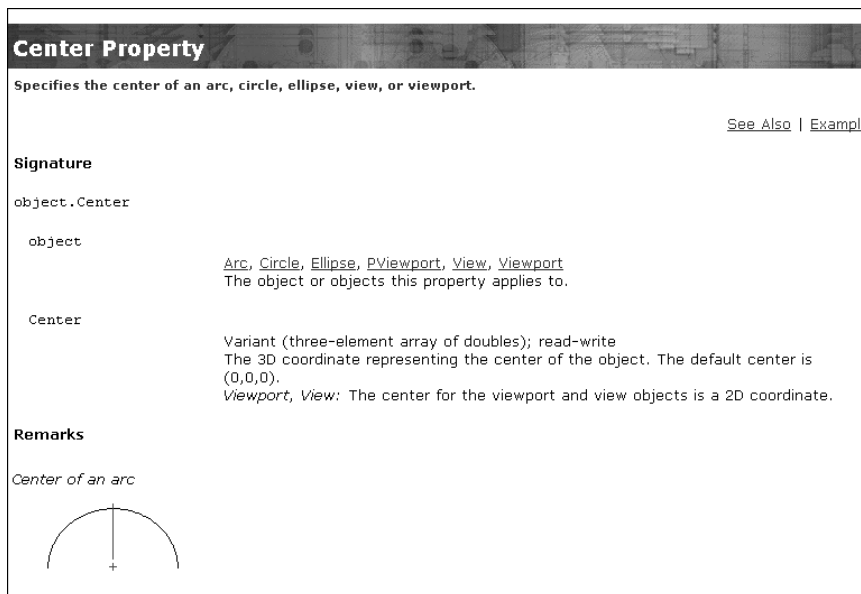 Center Property
Specifies the center of an arc, circle, ellipse, view, or viewport.
See Also | Exampl
Signature
object.Center
object
Arc, Circle, Ellipse, PViewport, View, Viewport
The object or objects this property applies to.
Center
Variant (three-element array of doubles); read-write
The 3D coordinate representing the center of the object. The default center is
(0,0,0).
Viewport, View: The center for the viewport and view objects is a 2D coordinate.
Remarks
Center of an arc